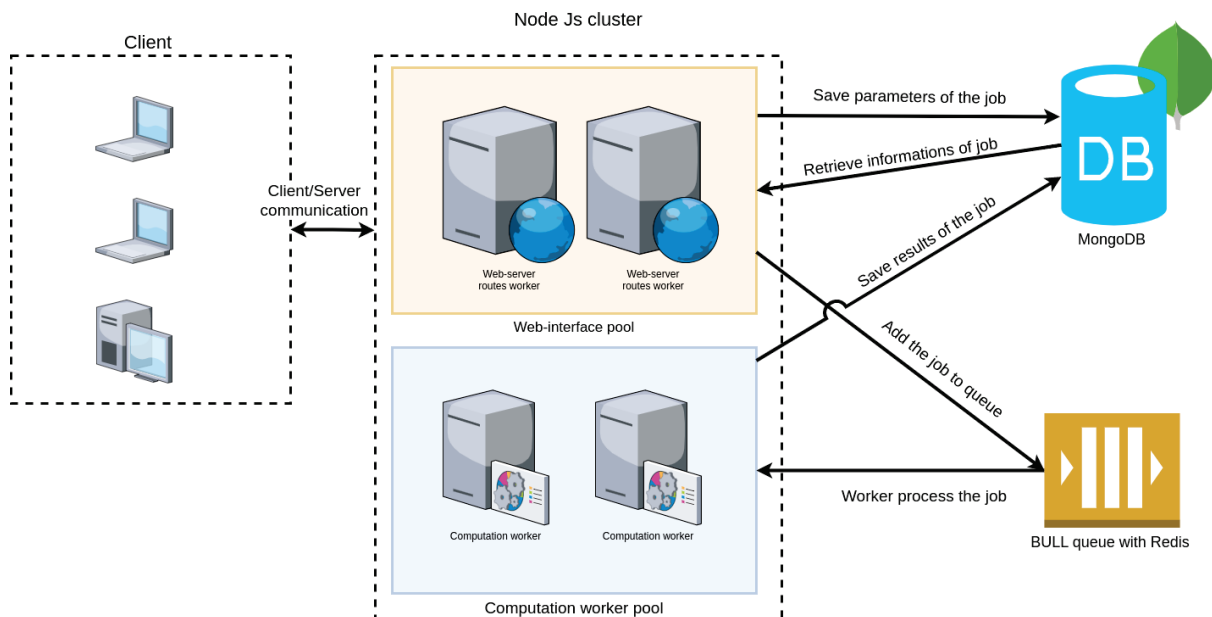 Node Js cluster
Client
Save parameters of the job
Retrieve informations of job
DB
MongoDB
Client/Server
communication
Web-server
routes worker
Web-server
routes worker
Web-interface pool
Save results of the job
Add the job to queue
Worker process the job
BULL queue with Redis
Computation worker
Computation worker
Computation worker pool